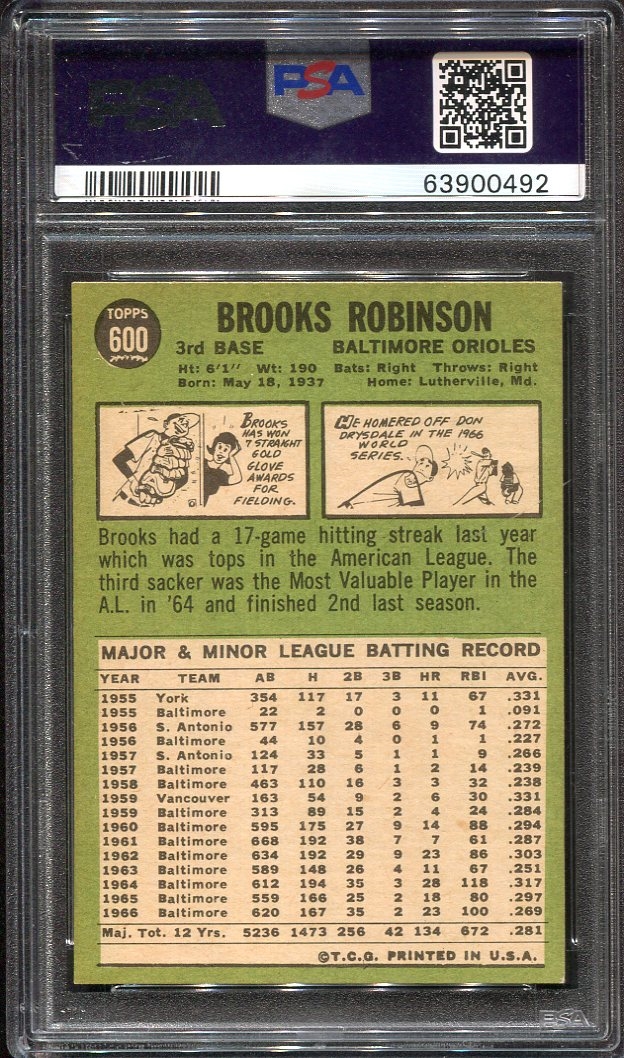 PSA
PSA
63900492
TOPPS
600
BROOKS ROBINSON
3rd BASE BALTIMORE ORIOLES
Ht: 6'1" Wt: 190 Bats: Right Throws: Right
Born: May 18, 1937 Home: Lutherville, Md.
BROOKS
HAS WON
7 STRAIGHT
GOLD
GLOVE
AWARDS
FOR
FIELDING.
HE HOMERED OFF DON
DRYSDALE IN THE 1966
WORLD
SERIES.
Brooks had a 17-game hitting streak last year
which was tops in the American League. The
third sacker was the Most Valuable Player in the
A.L. in '64 and finished 2nd last season.
MAJOR & MINOR LEAGUE BATTING RECORD
YEAR TEAM AB H 2B 3B HR RBI AVG.
1955 York 354 117 17 3 11 67 .331
1955 Baltimore 22 2 0 0 0 1 .091
1956 S. Antonio 577 157 28 6 9 74 .272
1956 Baltimore 44 10 4 0 1 1 .227
1957 S. Antonio 124 33 5 1 1 9 .266
1957 Baltimore 117 28 6 1 2 14 .239
1958 Baltimore 463 110 16 3 3 32 .238
1959 Vancouver 163 54 9 2 6 30 .331
1959 Baltimore 313 89 15 2 4 24 .284
1960 Baltimore 595 175 27 9 14 88 .294
1961 Baltimore 668 192 38 7 7 61 .287
1962 Baltimore 634 192 29 9 23 86 .303
1963 Baltimore 589 148 26 4 11 67 .251
1964 Baltimore 612 194 35 3 28 118 .317
1965 Baltimore 559 166 25 2 18 80 .297
1966 Baltimore 620 167 35 2 23 100 .269
Maj. Tot. 12 Yrs. 5236 1473 256 42 134 672 .281
©T.C.G. PRINTED IN U.S.A.
PSA